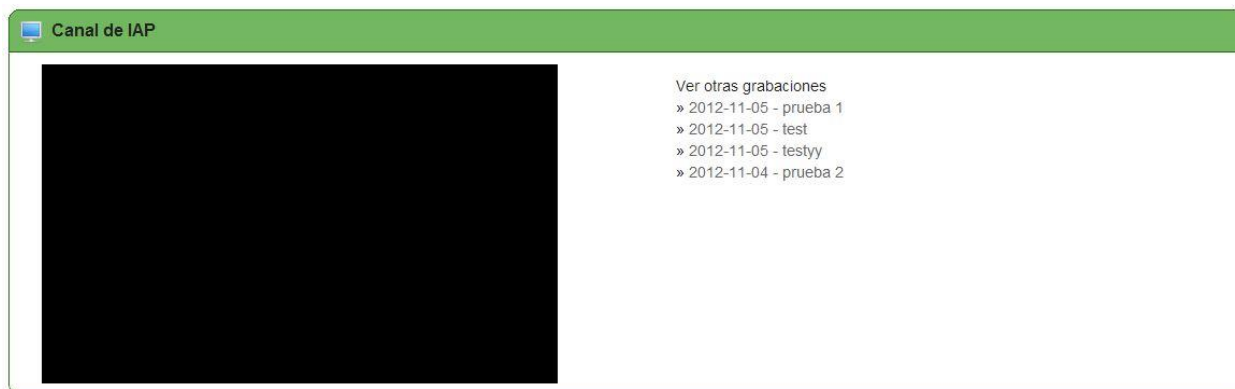 Canal de IAP
Ver otras grabaciones
» 2012-11-05 - prueba 1
» 2012-11-05 - test
» 2012-11-05 - testyy
» 2012-11-04 - prueba 2